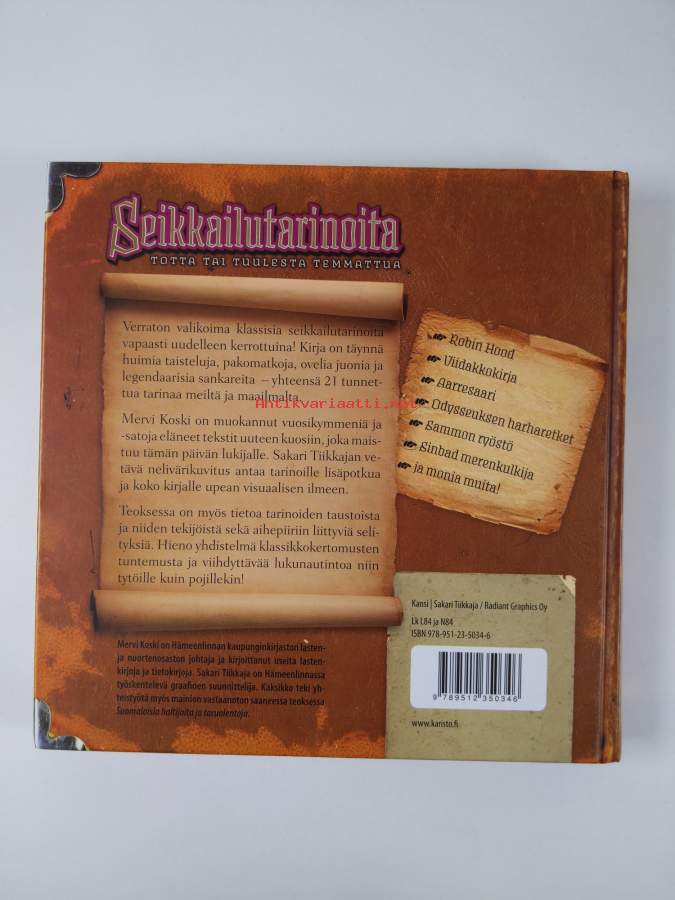 Seikkailutarinoita
TOTTA TAI TUULESTA TEMMATTUA
Verraton valikoima klassisia seikkailutarinoita
vapaasti uudelleen kerrottuina! Kirja on täynnä
huimia taisteluja, pakomatkoja, ovelia juonia ja
legendaarisia sankareita – yhteensä 21 tunnet-
tua tarinaa meiltä ja maailmalta.
Mervi Koski on muokannut vuosikymmeniä ja
-satoja eläneet tekstit uuteen kuosiin, joka mais-
tuu tämän päivän lukijalle. Sakari Tiikkajan ve-
tävä nelivärikuvitus antaa tarinoille lisäpotkua
ja koko kirjalle upean visuaalisen ilmeen.
Teoksessa on myös tietoa tarinoiden taustoista
ja niiden tekijöistä sekä aihepiiriin liittyviä seli-
tyksiä. Hieno yhdistelmä klassikkokertomusten
tuntemusta ja viihdyttävää lukunautintoa niin
tytöille kuin pojillekin!
Robin Hood
Viidakkokirja
Aarresaari
Odysseuksen harharetket
Sammon ryöstö
Sinbad merenkulkija
ja monia muita!
Antikvariaatti.net
Mervi Koski on Hämeenlinnan kaupunginkirjaston lasten-
ja nuortenosaston johtaja ja kirjoittanut useita lasten-
kirjoja ja tietokirjoja. Sakari Tiikkaja on Hämeenlinnassa
työskentelevä graafinen suunnittelija. Kaksikko teki yh-
teistyötä myös mainion vastaanoton saaneessa teoksessa
Suomalaisia haltijoita ja taruolentoja.
Kansi | Sakari Tiikkaja / Radiant Graphics Oy
Lk L84 ja N84
ISBN 978-951-23-5034-6
9 789512 350346
www.karisto.fi